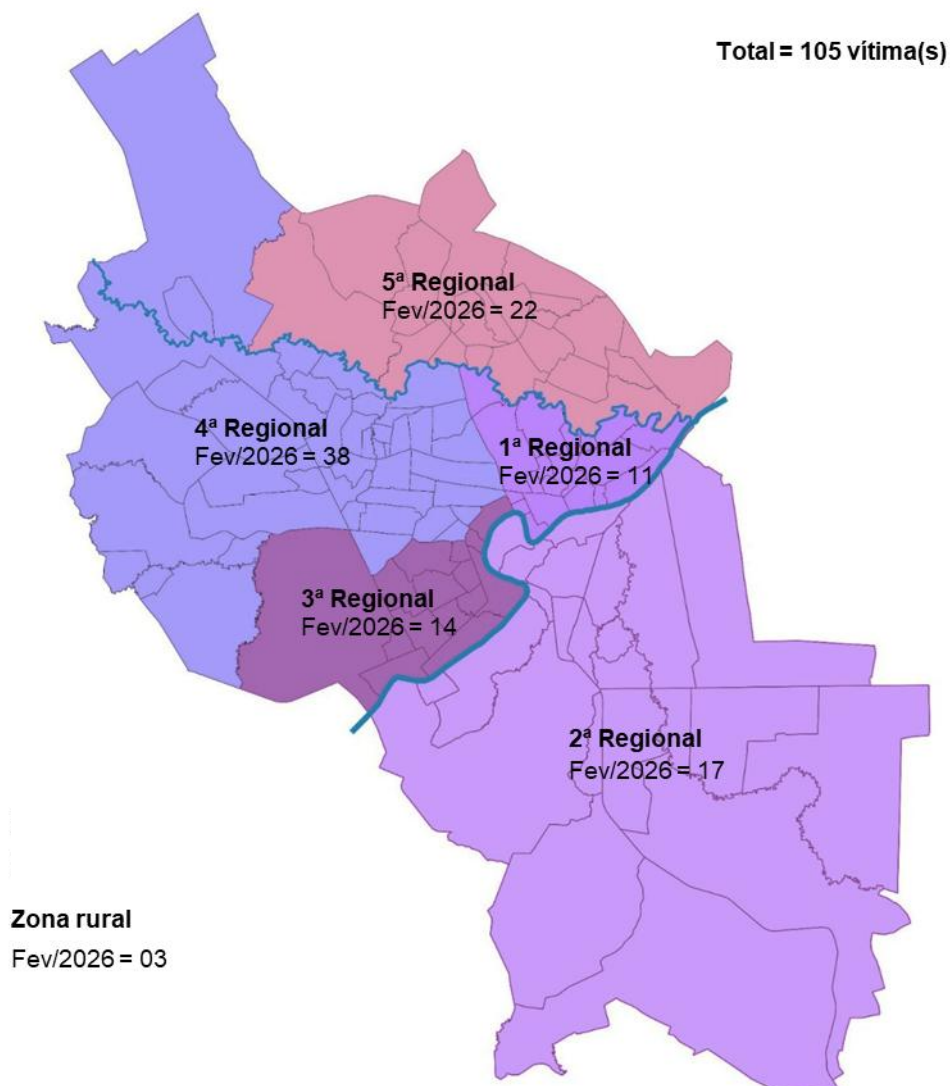 Total = 105 vítima(s)
5ª Regional
Fev/2026 = 22
4ª Regional
Fev/2026 = 38
1ª Regional
Fev/2026 = 11
3ª Regional
Fev/2026 = 14
2ª Regional
Fev/2026 = 17
Zona rural
Fev/2026 = 03